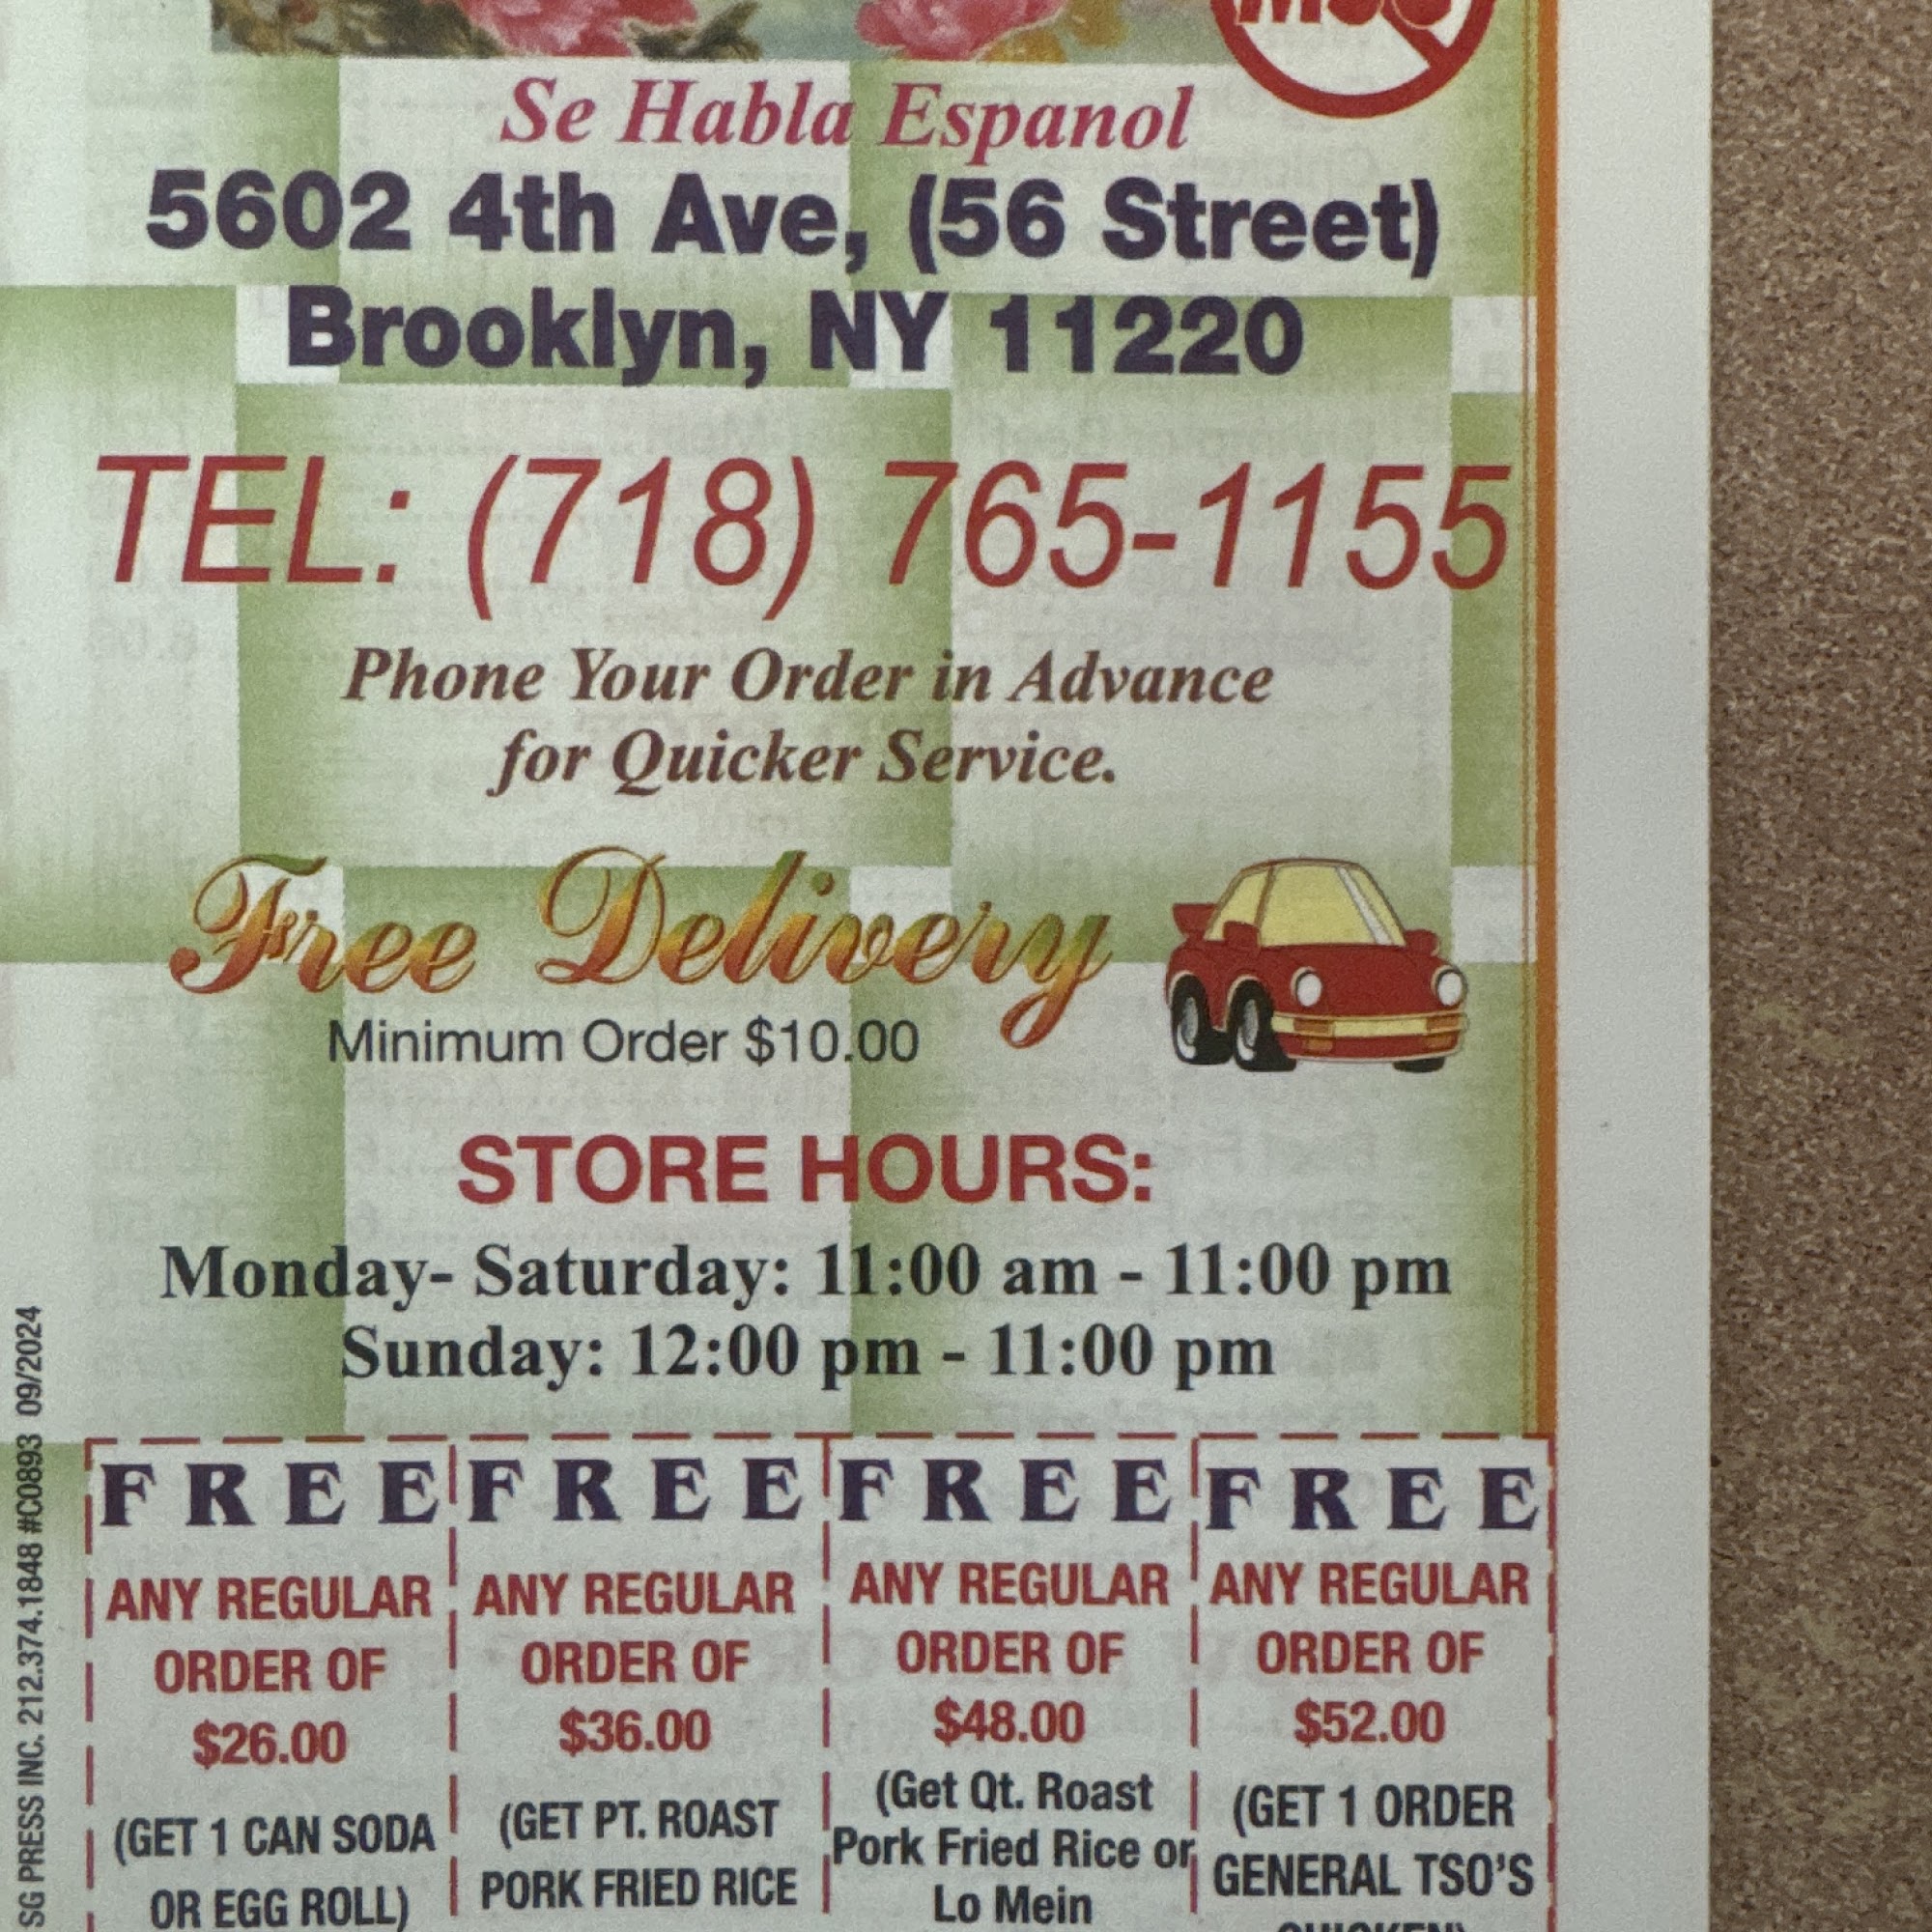 Se Habla Espanol
5602 4th Ave, (56 Street)
Brooklyn, NY 11220
TEL: (718) 765-1155
Phone Your Order in Advance
for Quicker Service.
Free Delivery
Minimum Order $10.00
STORE HOURS:
Monday- Saturday: 11:00 am - 11:00 pm
Sunday: 12:00 pm - 11:00 pm
FREE
ANY REGULAR
ORDER OF
$26.00
(GET 1 CAN SODA
OR EGG ROLL)
FREE
ANY REGULAR
ORDER OF
$36.00
(GET PT. ROAST
PORK FRIED RICE
FREE
ANY REGULAR
ORDER OF
$48.00
(Get Qt. Roast
Pork Fried Rice or
Lo Mein
FREE
ANY REGULAR
ORDER OF
$52.00
(GET 1 ORDER
GENERAL TSO'S
CHICKEN)
SG PRESS INC. 212.374.1848 #C0893 09/2024